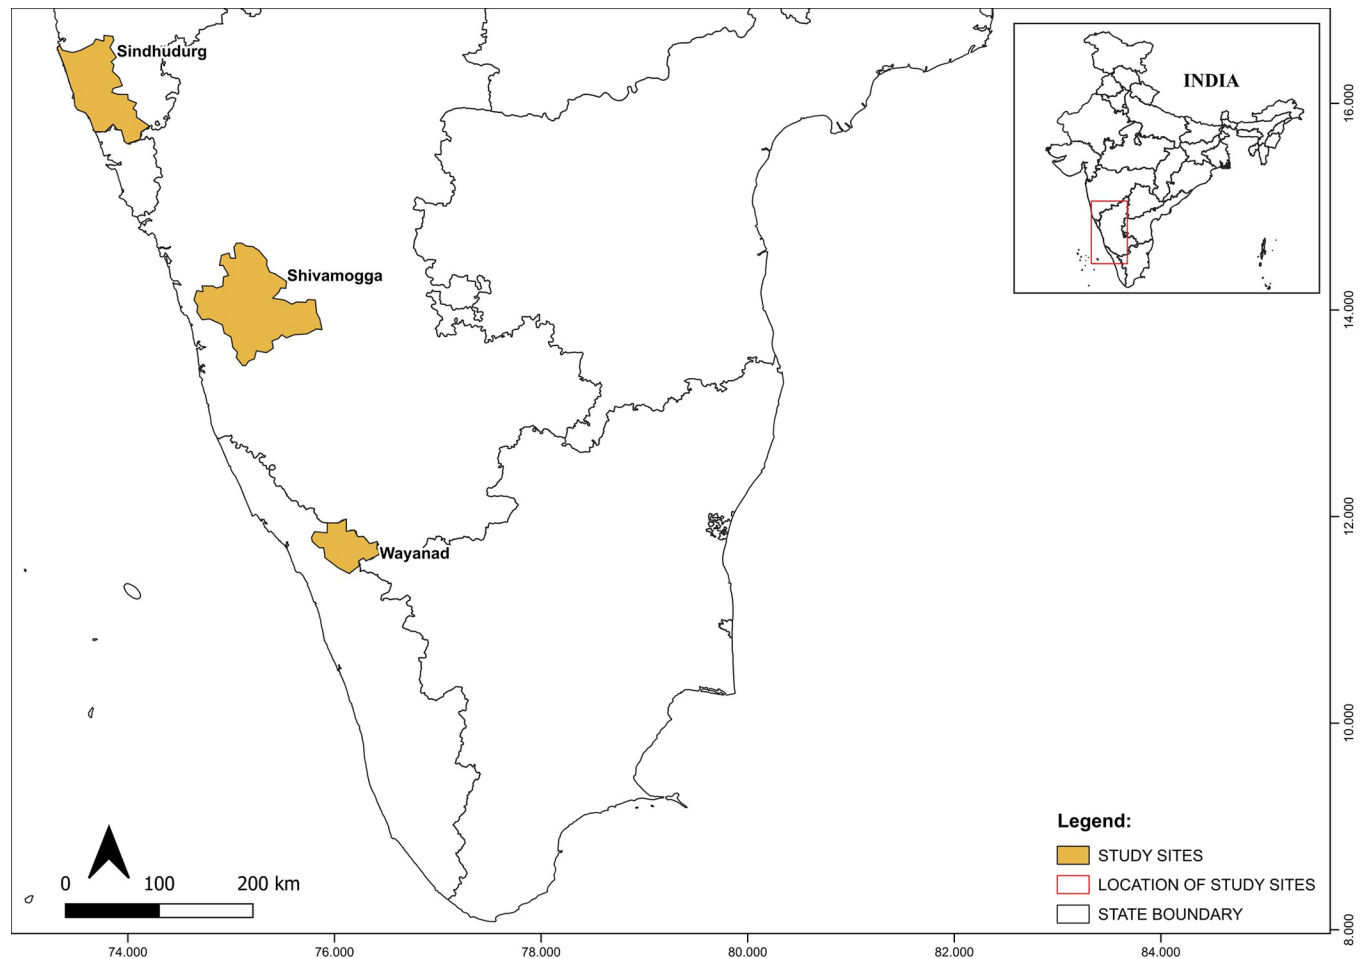 Sindhudurg
INDIA
16.000
Shivamogga
14.000
12.000
Wayanad
10.000
Legend:
STUDY SITES
LOCATION OF STUDY SITES
STATE BOUNDARY
0 100 200 km
8.000
74.000 76.000 78.000 80.000 82.000 84.000